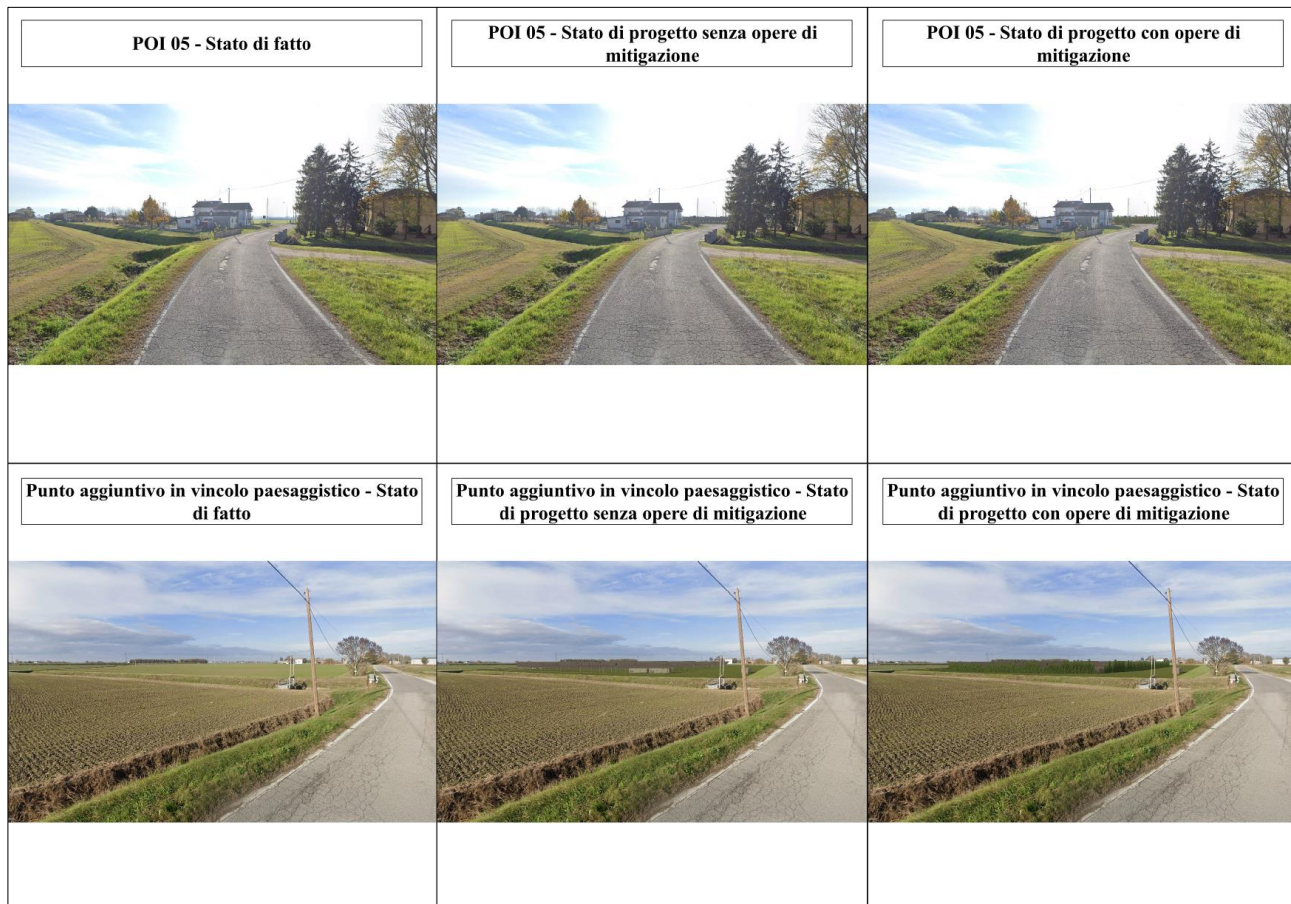 POI 05 - Stato di fatto
POI 05 - Stato di progetto senza opere di
mitigazione
POI 05 - Stato di progetto con opere di
mitigazione
Punto aggiuntivo in vincolo paesaggistico - Stato
di fatto
Punto aggiuntivo in vincolo paesaggistico - Stato
di progetto senza opere di mitigazione
Punto aggiuntivo in vincolo paesaggistico - Stato
di progetto con opere di mitigazione